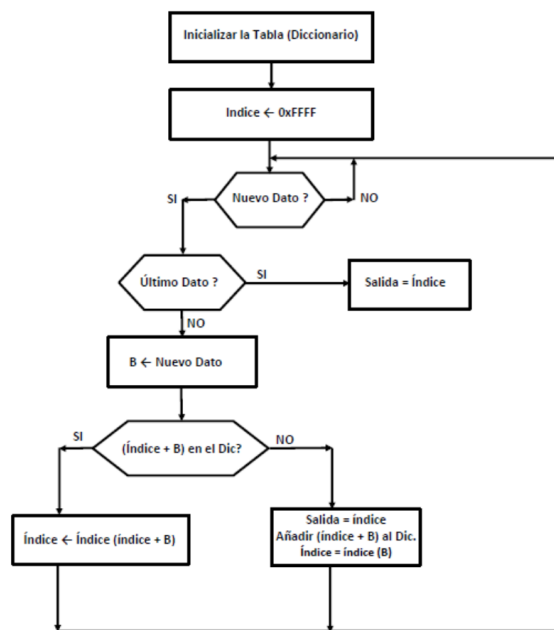 Inicializar la Tabla (Diccionario)
Indice ← 0xFFFF
Nuevo Dato ?
SI
NO
Último Dato ?
SI
Salida = Índice
NO
B ← Nuevo Dato
SI
(Índice + B) en el Dic?
NO
Índice ← Índice (índice + B)
Salida = índice
Añadir (índice + B) al Dic.
Índice = índice (B)